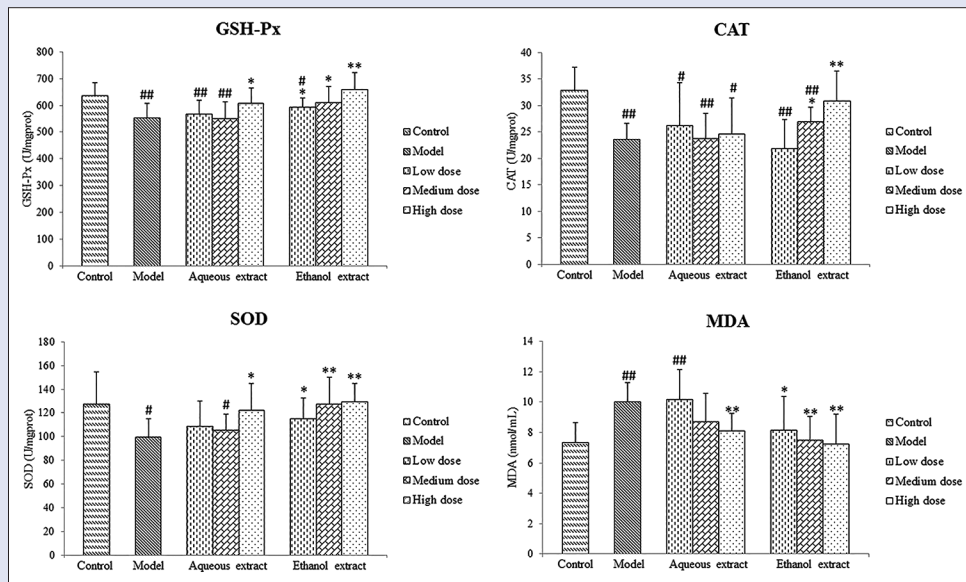 GSH-Px
GSH-Px (U/mgprot)
800
700
600
500
400
300
200
100
0
##
##
##
*
#
*
*
**
Control
Model
Aqueous extract
Ethanol extract
Control
Model
Low dose
Medium dose
High dose
CAT
CAT (U/mgprot)
40
35
30
25
20
15
10
5
0
##
#
##
#
##
##
*
**
Control
Model
Aqueous extract
Ethanol extract
Control
Model
Low dose
Medium dose
High dose
SOD
SOD (U/mgprot)
180
160
140
120
100
80
60
40
20
0
#
#
*
*
**
**
Control
Model
Aqueous extract
Ethanol extract
Control
Model
Low dose
Medium dose
High dose
MDA
MDA (nmol/mL)
14
12
10
8
6
4
2
0
##
##
**
*
**
**
Control
Model
Aqueous extract
Ethanol extract
Control
Model
Low dose
Medium dose
High dose